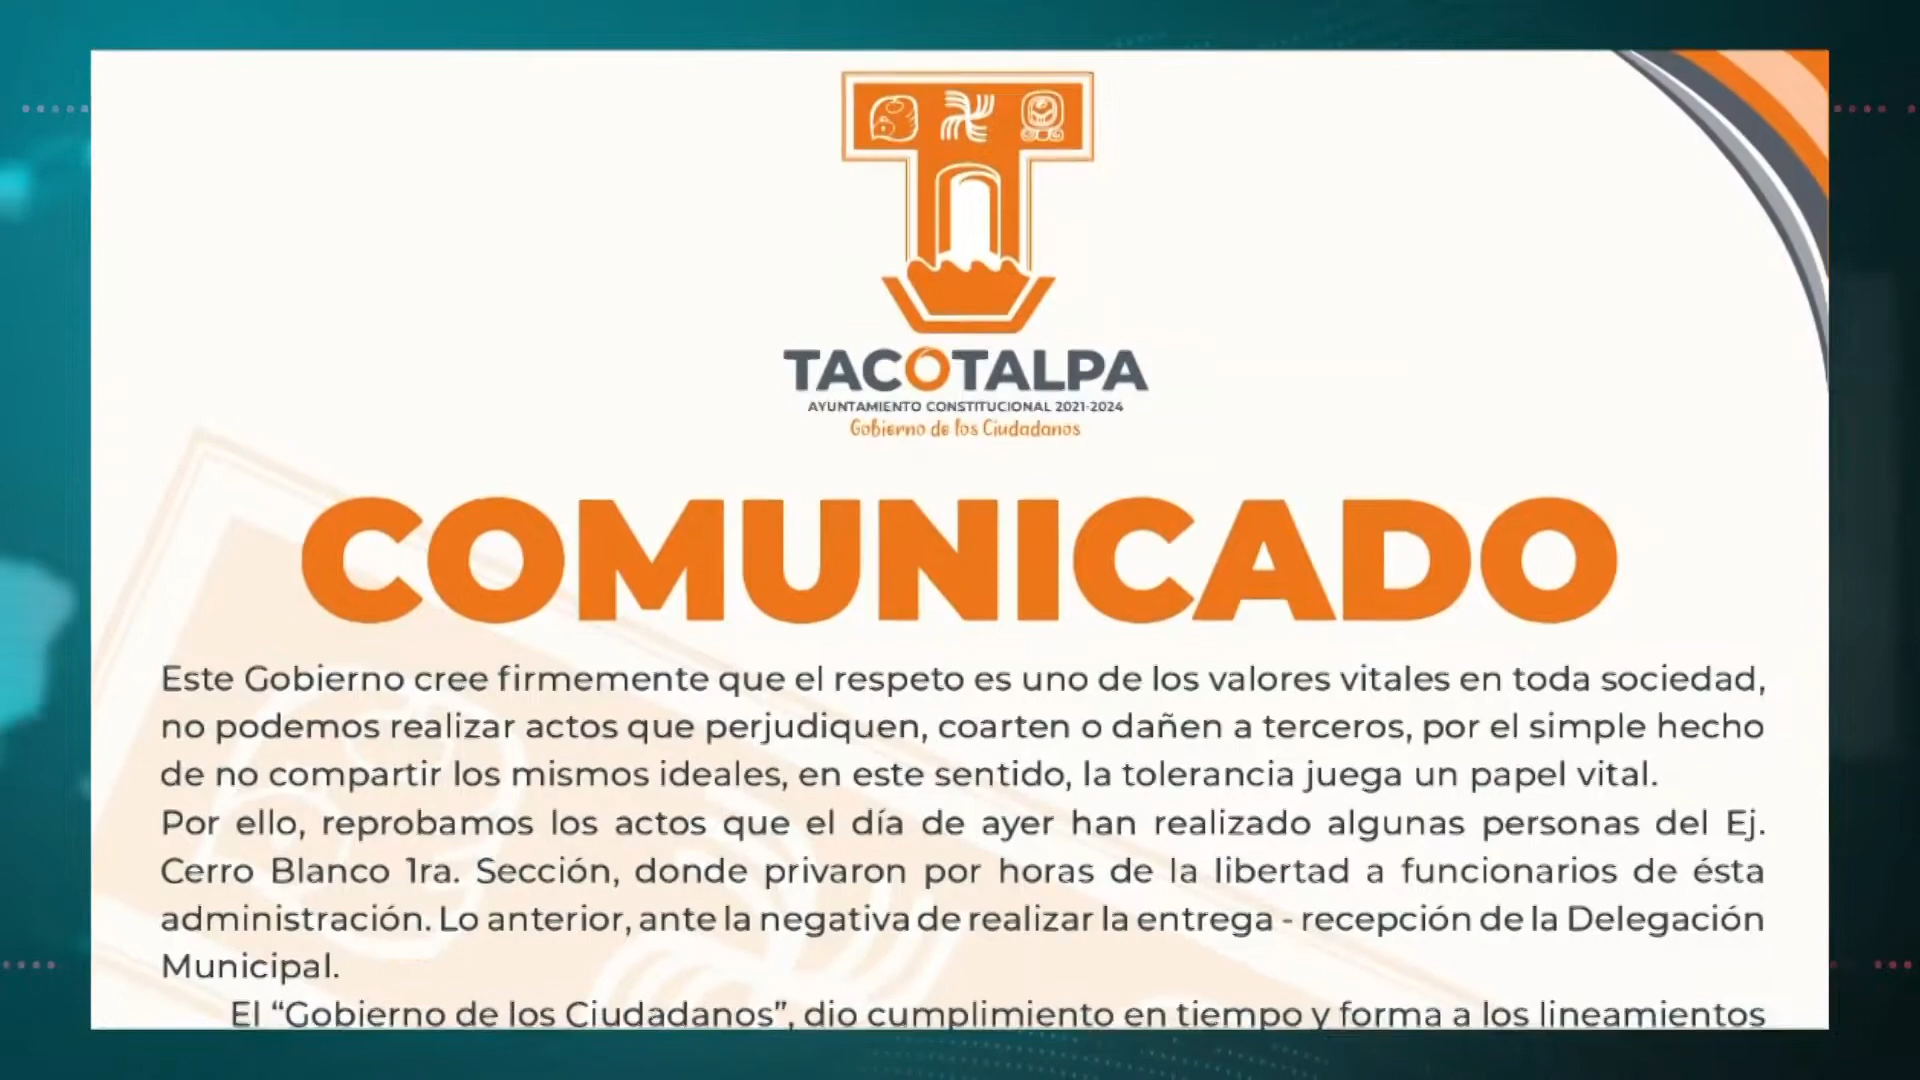 TACOTALPA
AYUNTAMIENTO CONSTITUCIONAL 2021-2024
Gobierno de los Ciudadanos
COMUNICADO
Este Gobierno cree firmemente que el respeto es uno de los valores vitales en toda sociedad,
no podemos realizar actos que perjudiquen, coarten o dañen a terceros, por el simple hecho
de no compartir los mismos ideales, en este sentido, la tolerancia juega un papel vital.
Por ello, reprobamos los actos que el día de ayer han realizado algunas personas del Ej.
Cerro Blanco 1ra. Sección, donde privaron por horas de la libertad a funcionarios de ésta
administración. Lo anterior, ante la negativa de realizar la entrega - recepción de la Delegación
Municipal.
El “Gobierno de los Ciudadanos”, dio cumplimiento en tiempo y forma a los lineamientos